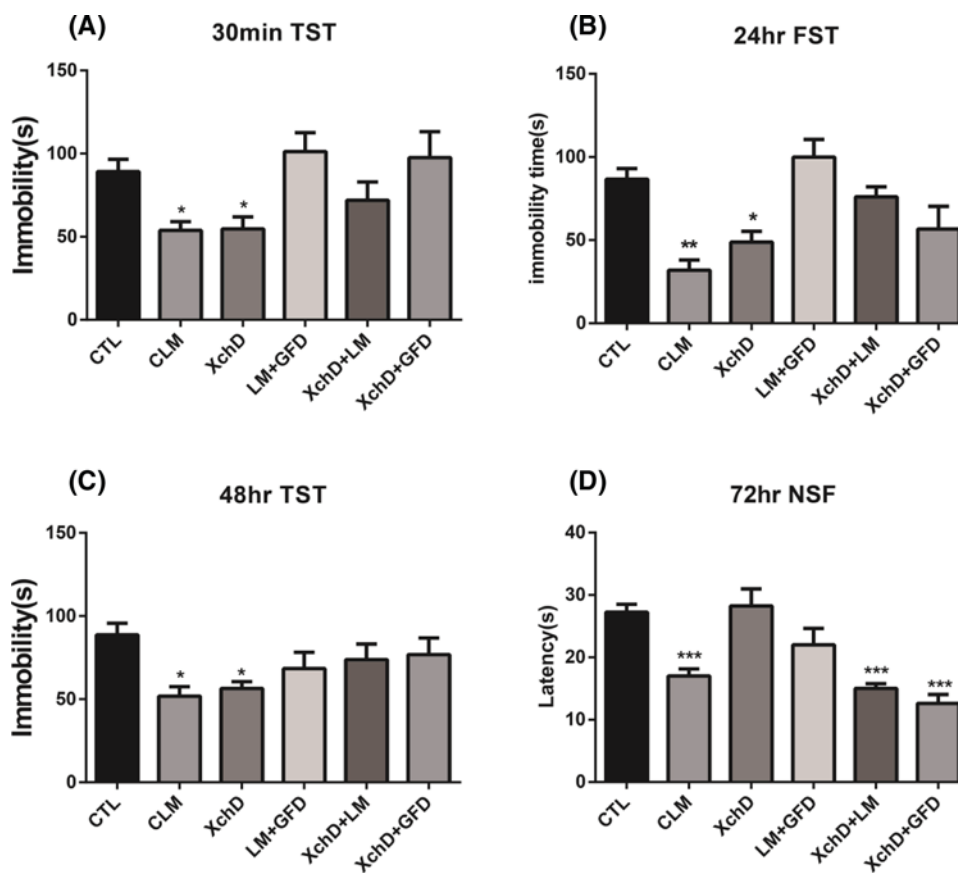 (A)
30min TST
Immobility(s)
150
100
50
0
*
*
CTL
CLM
XchD
LM+GFD
XchD+LM
XchD+GFD
(B)
24hr FST
immobility time(s)
150
100
50
0
**
*
CTL
CLM
XchD
LM+GFD
XchD+LM
XchD+GFD
(C)
48hr TST
Immobility(s)
150
100
50
0
*
*
CTL
CLM
XchD
LM+GFD
XchD+LM
XchD+GFD
(D)
72hr NSF
Latency(s)
40
30
20
10
0
***
***
***
CTL
CLM
XchD
LM+GFD
XchD+LM
XchD+GFD